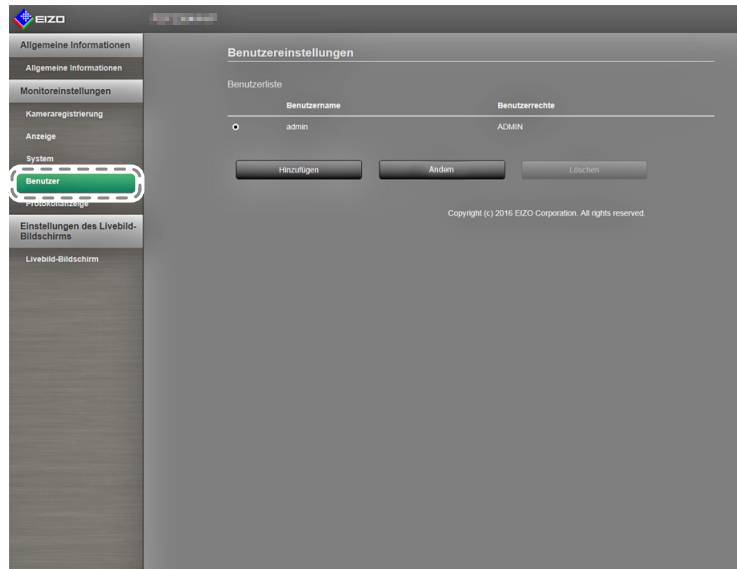 EIZO
Allgemeine Informationen
Allgemeine Informationen
Monitoreinstellungen
Kameraregistrierung
Anzeige
System
Benutzer
Protokollanzeige
Einstellungen des Livebild-
Bildschirms
Livebild-Bildschirm
Benutzereinstellungen
Benutzerliste
Benutzername Benutzerrechte
admin ADMIN
Hinzufügen Ändern Löschen
Copyright (c) 2016 EIZO Corporation. All rights reserved.